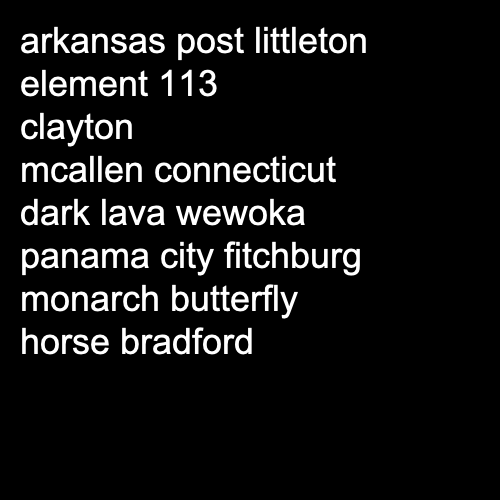 arkansas post littleton
element 113
clayton
mcallen connecticut
dark lava wewoka
panama city fitchburg
monarch butterfly
horse bradford